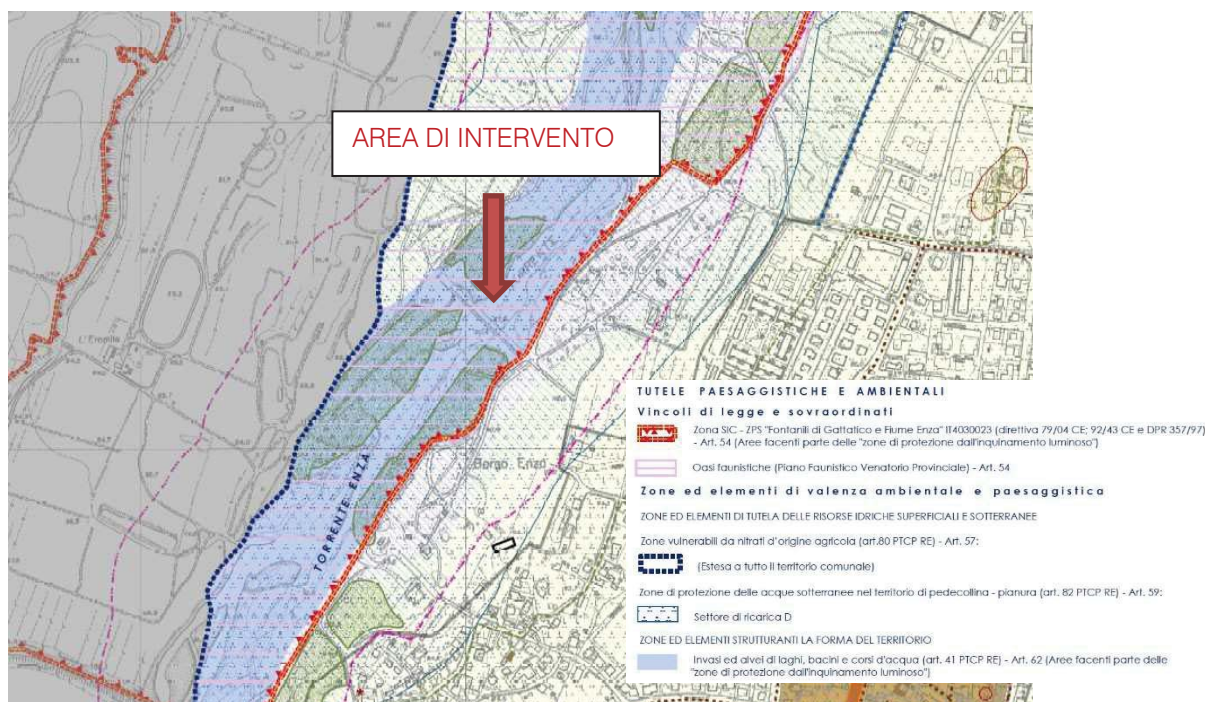 AREA DI INTERVENTO
L'Eremita
Borgo Enza
TORRENTE ENZA
TUTELE PAESAGGISTICHE E AMBIENTALI
Vincoli di legge e sovraordinati
Zona SIC - ZPS "Fontanili di Gattatico e Fiume Enza" IT4030023 (direttiva 79/04 CE; 92/43 CE e DPR 357/97)
- Art. 54 (Aree facenti parte delle "zone di protezione dall'inquinamento luminoso")
Oasi faunistiche (Piano Faunistico Venatorio Provinciale) - Art. 54
Zone ed elementi di valenza ambientale e paesaggistica
ZONE ED ELEMENTI DI TUTELA DELLE RISORSE IDRICHE SUPERFICIALI E SOTTERRANEE
Zone vulnerabili da nitrati d'origine agricola (art.80 PTCP RE) - Art. 57:
(Estesa a tutto il territorio comunale)
Zone di protezione delle acque sotterranee nel territorio di pedecollina - pianura (art. 82 PTCP RE) - Art. 59:
Settore di ricarica D
ZONE ED ELEMENTI STRUTTURANTI LA FORMA DEL TERRITORIO
Invasi ed alvei di laghi, bacini e corsi d'acqua (art. 41 PTCP RE) - Art. 62 (Aree facenti parte delle
"zone di protezione dall'inquinamento luminoso")